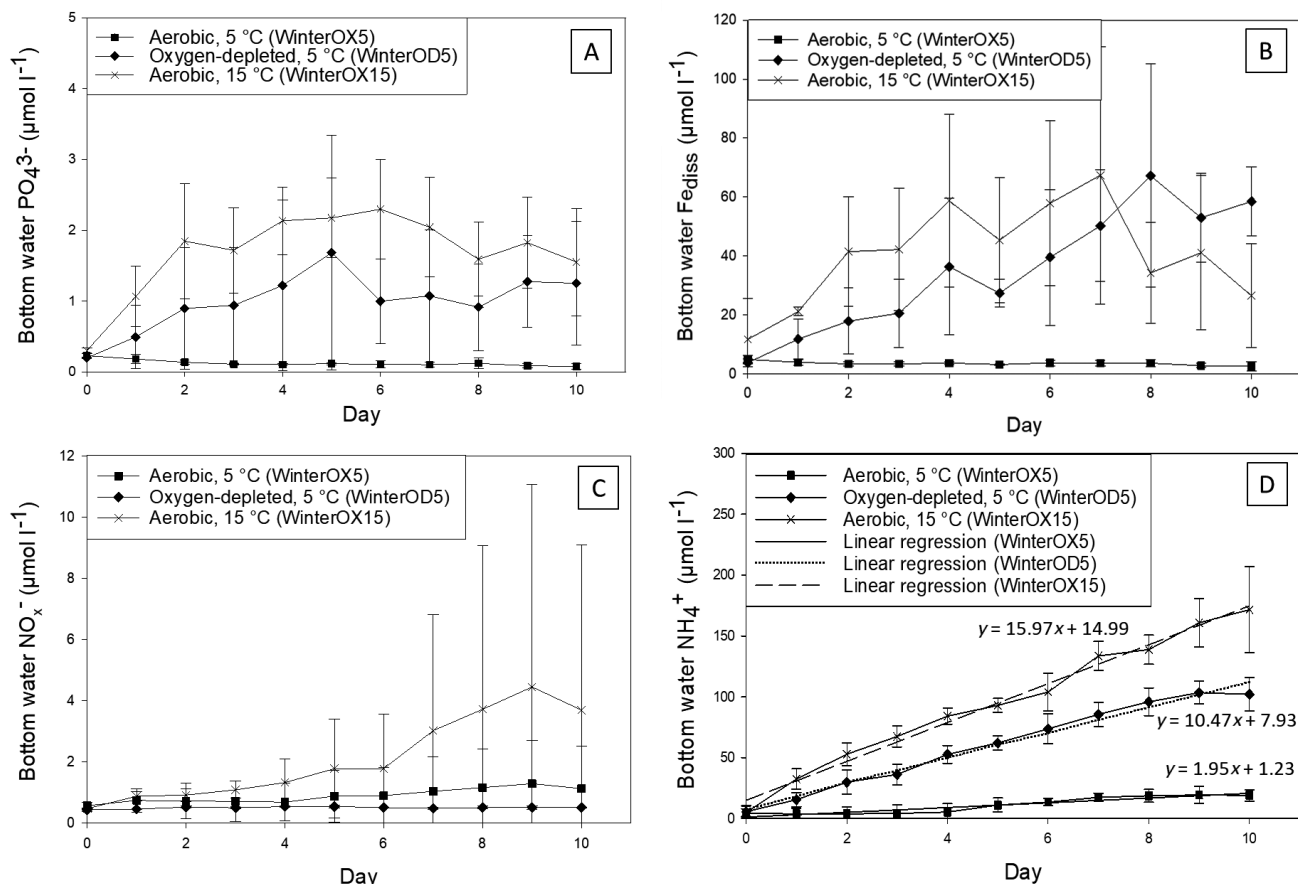 Aerobic, 5 °C (WinterOX5)
Oxygen-depleted, 5 °C (WinterOD5)
Aerobic, 15 °C (WinterOX15)
A
Bottom water PO₄³⁻ (µmol l⁻¹)
5
4
3
2
1
0
0 2 4 6 8 10
Day
Aerobic, 5 °C (WinterOX5)
Oxygen-depleted, 5 °C (WinterOD5)
Aerobic, 15 °C (WinterOX15)
B
Bottom water Fe_diss (µmol l⁻¹)
120
100
80
60
40
20
0
0 2 4 6 8 10
Day
Aerobic, 5 °C (WinterOX5)
Oxygen-depleted, 5 °C (WinterOD5)
Aerobic, 15 °C (WinterOX15)
C
Bottom water NOₓ⁻ (µmol l⁻¹)
12
10
8
6
4
2
0
0 2 4 6 8 10
Day
Aerobic, 5 °C (WinterOX5)
Oxygen-depleted, 5 °C (WinterOD5)
Aerobic, 15 °C (WinterOX15)
Linear regression (WinterOX5)
Linear regression (WinterOD5)
Linear regression (WinterOX15)
D
Bottom water NH₄⁺ (µmol l⁻¹)
300
250
200
150
100
50
0
y = 15.97x + 14.99
y = 10.47x + 7.93
y = 1.95x + 1.23
0 2 4 6 8 10
Day